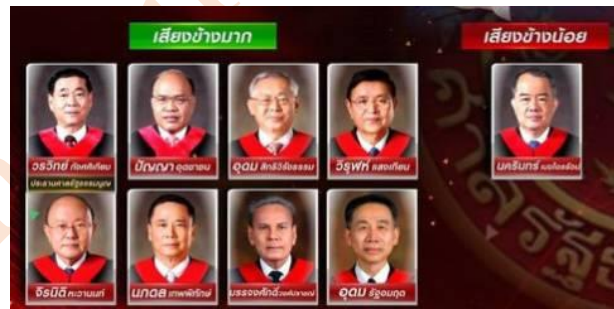 เสียงข้างมาก
เสียงข้างน้อย
วรวิทย์ กังศศิเทียม
ปัญญา อุดชาชน
อุดม สิทธิวิรัชธรรม
วิรุฬห์ แสงเทียน
นครินทร์ เมฆไตรรัตน์
ประธานศาลรัฐธรรมนูญ
จิรนิติ หะวานนท์
นภดล เทพพิทักษ์
บรรจงศักดิ์ วงศ์ปราชญ์
อุดม รัฐอมฤต